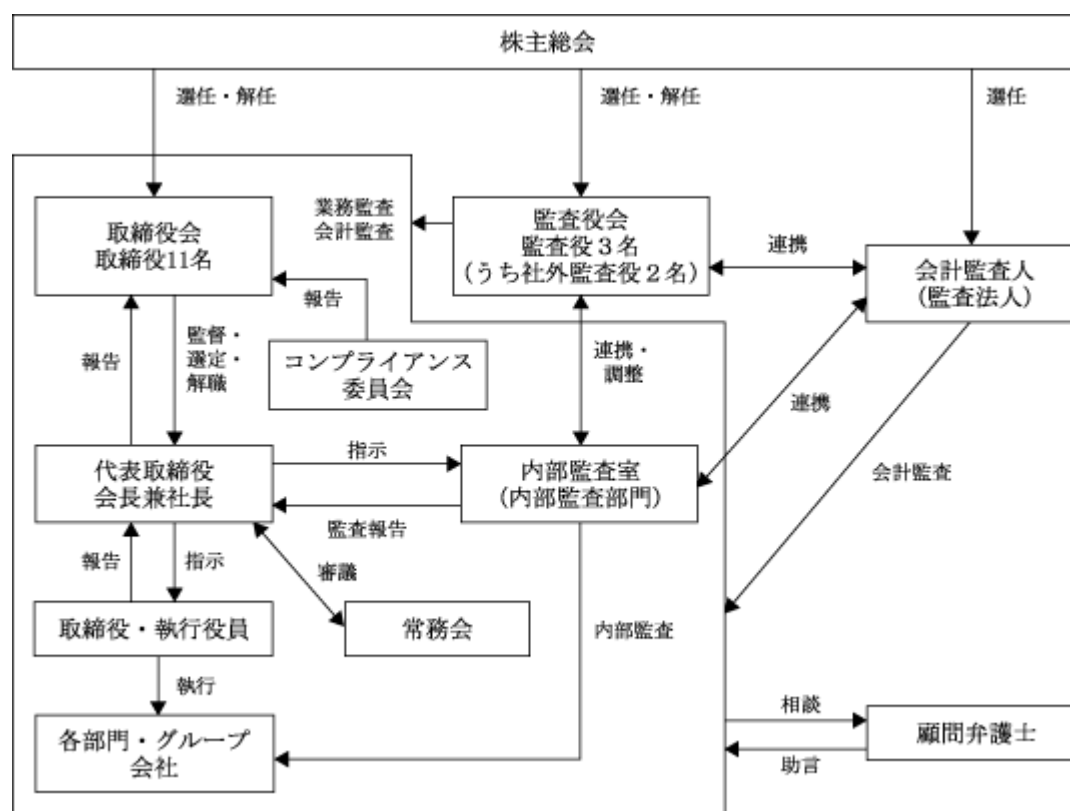 株主総会
選任・解任
選任・解任
選任
取締役会
取締役11名
業務監査
会計監査
監査役会
監査役3名
(うち社外監査役2名)
連携
会計監査人
(監査法人)
報告
報告
監督・
選定・
解職
コンプライアンス
委員会
連携・
調整
連携
代表取締役
会長兼社長
指示
監査報告
内部監査室
(内部監査部門)
会計監査
報告
指示
審議
取締役・執行役員
常務会
内部監査
執行
各部門・グループ
会社
相談
助言
顧問弁護士